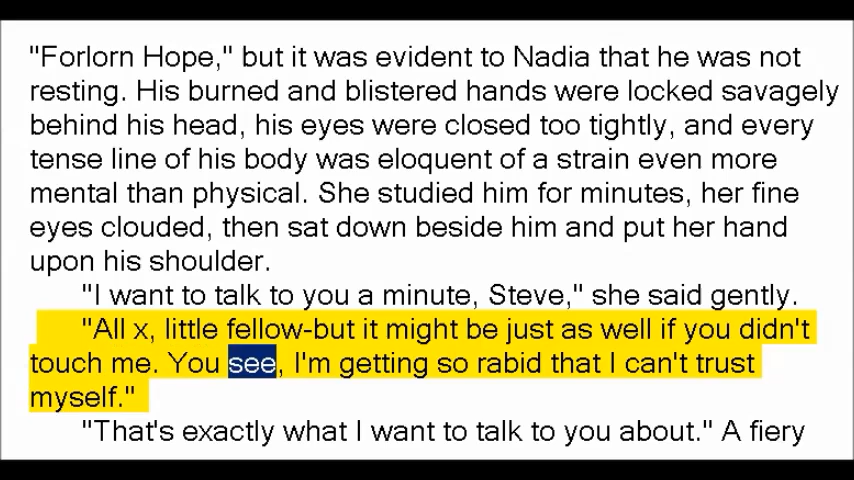 "Forlorn Hope," but it was evident to Nadia that he was not
resting. His burned and blistered hands were locked savagely
behind his head, his eyes were closed too tightly, and every
tense line of his body was eloquent of a strain even more
mental than physical. She studied him for minutes, her fine
eyes clouded, then sat down beside him and put her hand
upon his shoulder.
"I want to talk to you a minute, Steve," she said gently.
"All x, little fellow-but it might be just as well if you didn't
touch me. You see, I'm getting so rabid that I can't trust
myself."
"That's exactly what I want to talk to you about." A fiery